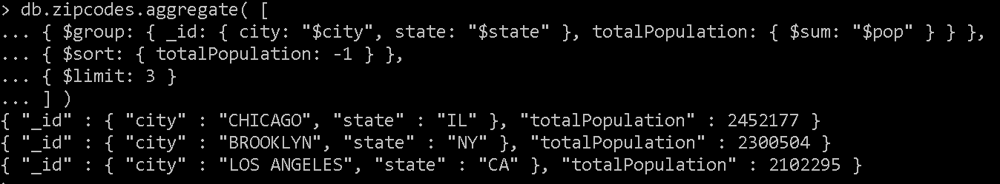 > db.zipcodes.aggregate( [
... { $group: { _id: { city: "$city", state: "$state" }, totalPopulation: { $sum: "$pop" } } },
... { $sort: { totalPopulation: -1 } },
... { $limit: 3 }
... ] )
{ "_id" : { "city" : "CHICAGO", "state" : "IL" }, "totalPopulation" : 2452177 }
{ "_id" : { "city" : "BROOKLYN", "state" : "NY" }, "totalPopulation" : 2300504 }
{ "_id" : { "city" : "LOS ANGELES", "state" : "CA" }, "totalPopulation" : 2102295 }